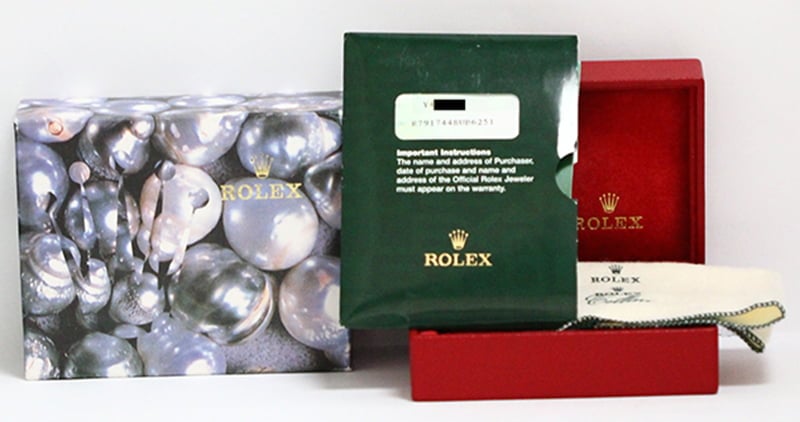 ROLEX
Important Instructions
The name and address of Purchaser,
date of purchase and name and
address of the Official Rolex Jeweler
must appear on the warranty.
ROLEX
ROLEX
ROLEX